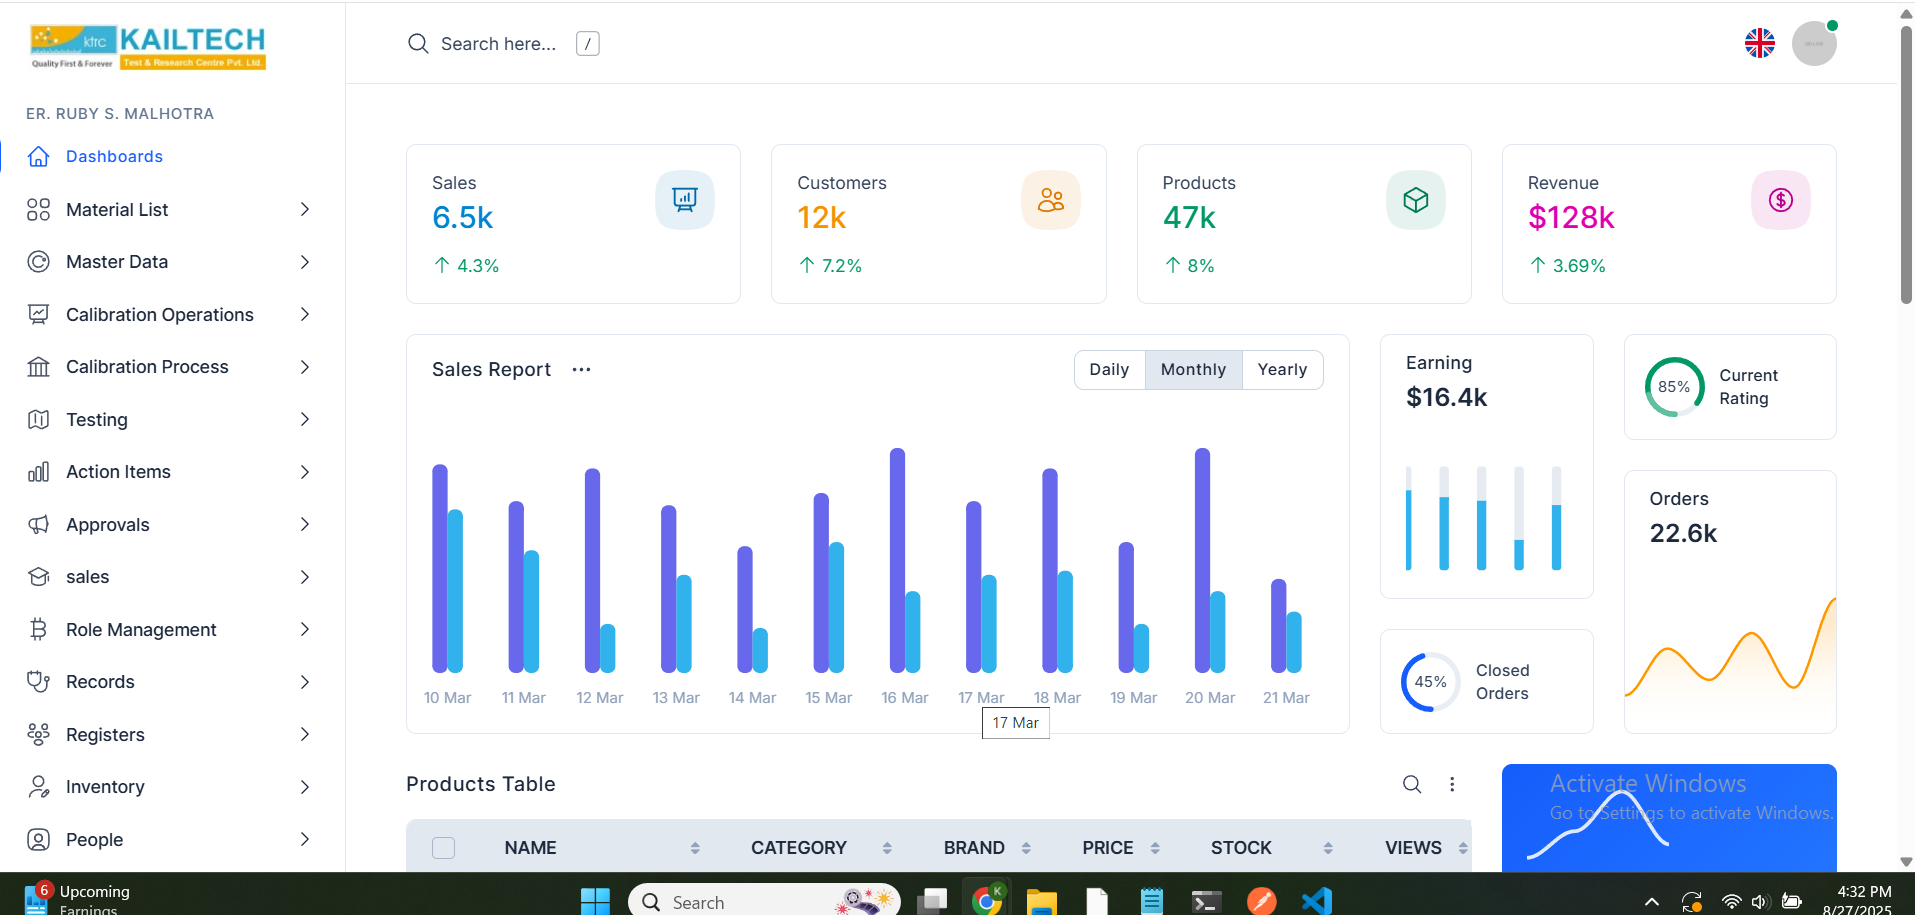 ktrc KAILTECH
Quality First & Forever Test & Research Centre Pvt. Ltd.
Search here... /
ER. RUBY S. MALHOTRA
Dashboards
Material List
Master Data
Calibration Operations
Calibration Process
Testing
Action Items
Approvals
sales
Role Management
Records
Registers
Inventory
People
Sales
6.5k
4.3%
Customers
12k
7.2%
Products
47k
8%
Revenue
$128k
3.69%
Sales Report
Daily Monthly Yearly
10 Mar 11 Mar 12 Mar 13 Mar 14 Mar 15 Mar 16 Mar 17 Mar 18 Mar 19 Mar 20 Mar 21 Mar
17 Mar
Earning
$16.4k
85%
Current
Rating
Orders
22.6k
45%
Closed
Orders
Products Table
NAME CATEGORY BRAND PRICE STOCK VIEWS
Activate Windows
Go to Settings to activate Windows.
6
Upcoming
Earnings
Search
K
4:32 PM
8/27/2025